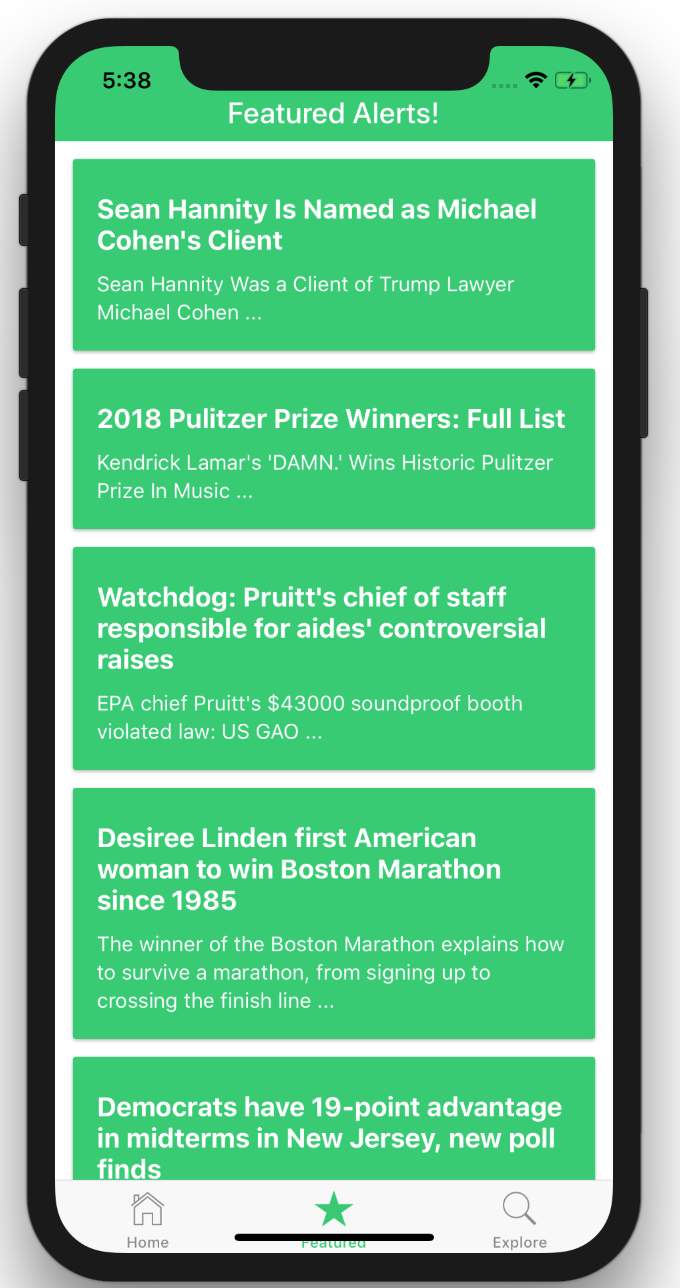 5:38
Featured Alerts!
Sean Hannity Is Named as Michael
Cohen's Client
Sean Hannity Was a Client of Trump Lawyer
Michael Cohen ...
2018 Pulitzer Prize Winners: Full List
Kendrick Lamar's 'DAMN.' Wins Historic Pulitzer
Prize In Music ...
Watchdog: Pruitt's chief of staff
responsible for aides' controversial
raises
EPA chief Pruitt's $43000 soundproof booth
violated law: US GAO ...
Desiree Linden first American
woman to win Boston Marathon
since 1985
The winner of the Boston Marathon explains how
to survive a marathon, from signing up to
crossing the finish line ...
Democrats have 19-point advantage
in midterms in New Jersey, new poll
finds
Home Featured Explore